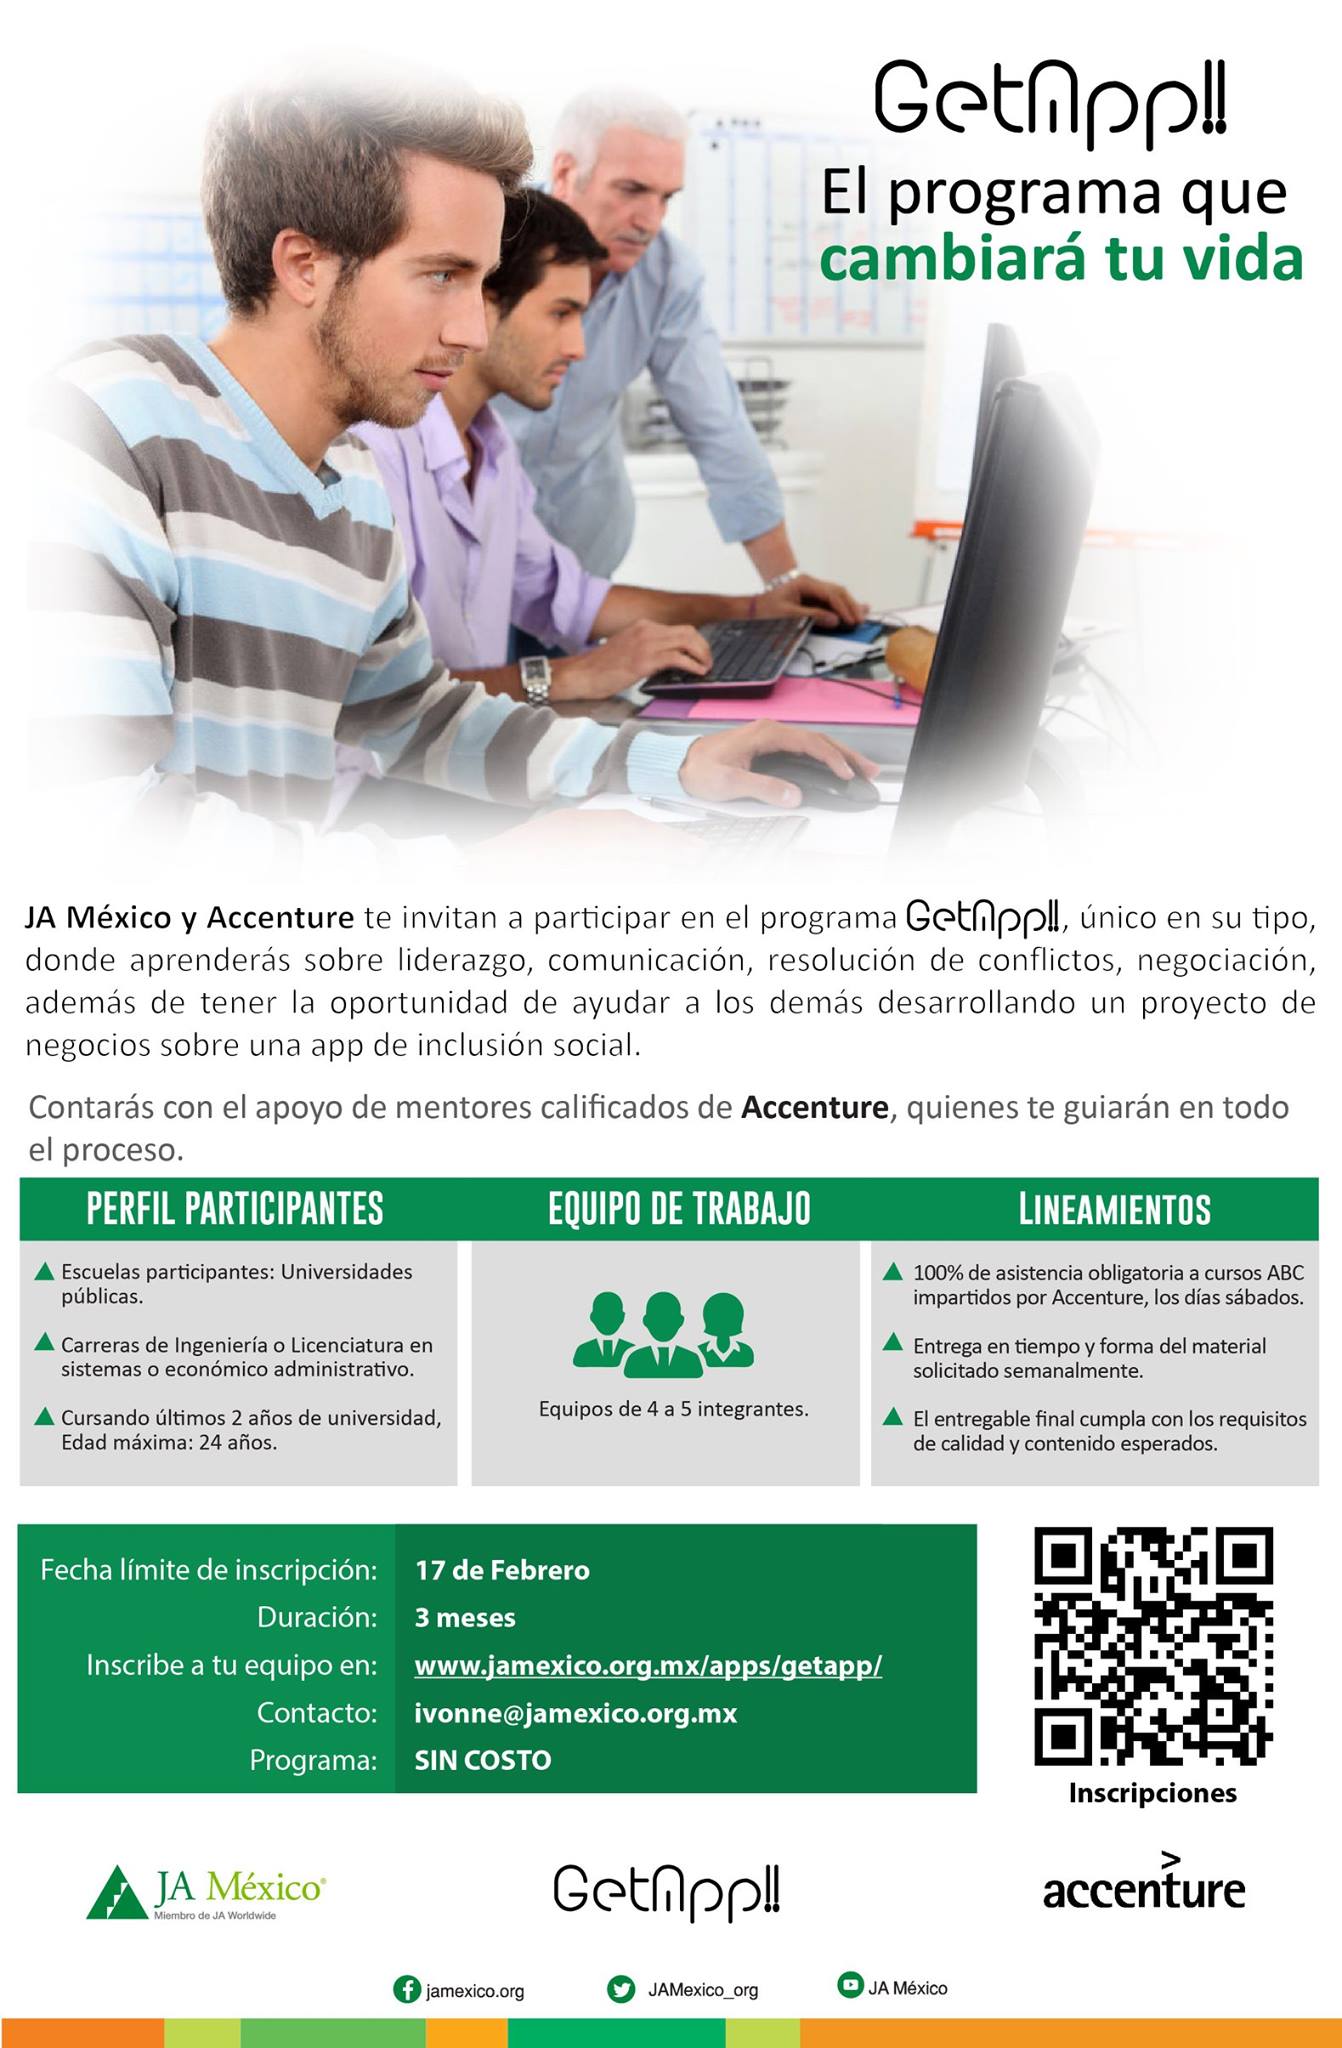 GetApp!!
El programa que
cambiará tu vida
JA México y Accenture te invitan a participar en el programa GetApp!!, único en su tipo,
donde aprenderás sobre liderazgo, comunicación, resolución de conflictos, negociación,
además de tener la oportunidad de ayudar a los demás desarrollando un proyecto de
negocios sobre una app de inclusión social.
Contarás con el apoyo de mentores calificados de Accenture, quienes te guiarán en todo
el proceso.
PERFIL PARTICIPANTES
Escuelas participantes: Universidades
públicas.
Carreras de Ingeniería o Licenciatura en
sistemas o económico administrativo.
Cursando últimos 2 años de universidad,
Edad máxima: 24 años.
EQUIPO DE TRABAJO
Equipos de 4 a 5 integrantes.
LINEAMIENTOS
100% de asistencia obligatoria a cursos ABC
impartidos por Accenture, los días sábados.
Entrega en tiempo y forma del material
solicitado semanalmente.
El entregable final cumpla con los requisitos
de calidad y contenido esperados.
Fecha límite de inscripción: 17 de Febrero
Duración: 3 meses
Inscribe a tu equipo en: www.jamexico.org.mx/apps/getapp/
Contacto: ivonne@jamexico.org.mx
Programa: SIN COSTO
Inscripciones
JA México®
Miembro de JA Worldwide
GetApp!!
accenture
jamexico.org
JAMexico_org
JA México